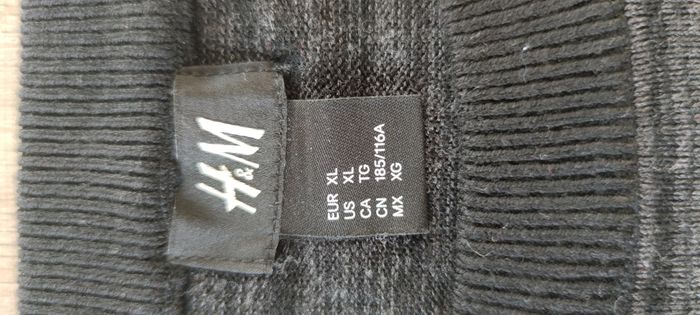 H&M
EUR XL
US XL
CA TG
CN 185/116A
MX XG